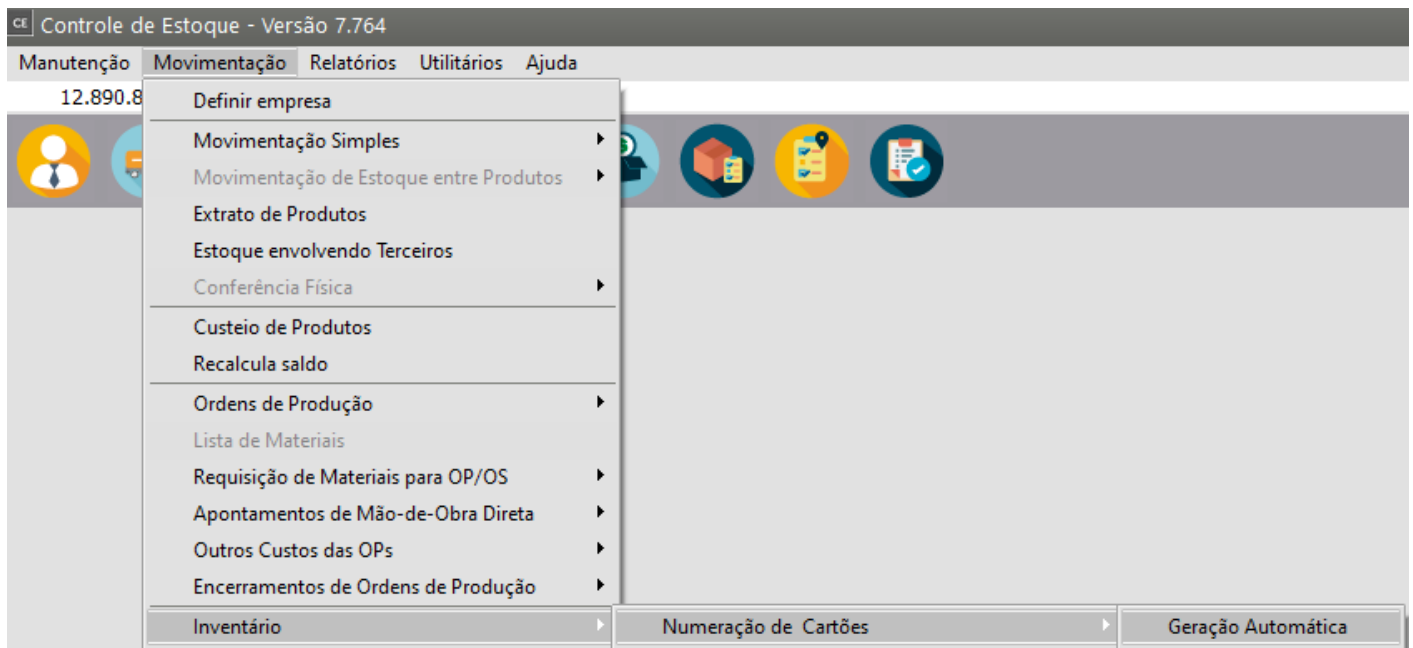 CE Controle de Estoque - Versão 7.764
Manutenção Movimentação Relatórios Utilitários Ajuda
12.890.8
Definir empresa
Movimentação Simples
Movimentação de Estoque entre Produtos
Extrato de Produtos
Estoque envolvendo Terceiros
Conferência Física
Custeio de Produtos
Recalcula saldo
Ordens de Produção
Lista de Materiais
Requisição de Materiais para OP/OS
Apontamentos de Mão-de-Obra Direta
Outros Custos das OPs
Encerramentos de Ordens de Produção
Inventário Numeração de Cartões Geração Automática